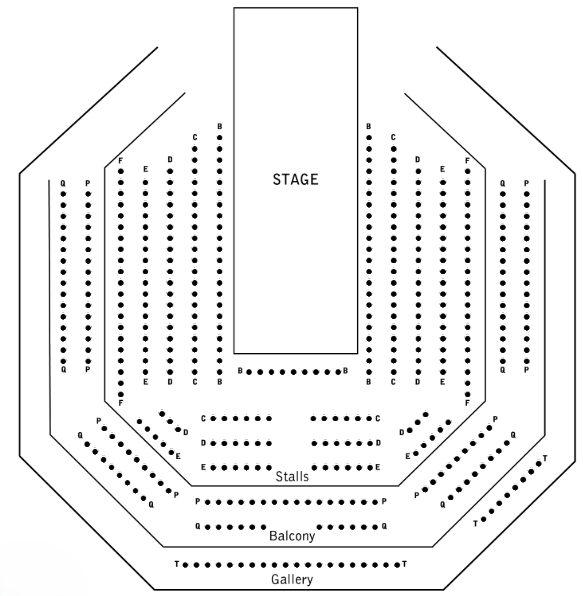 B B
C C
F D D F
E E
STAGE
Q P P Q
B B
Q P E D C B B C D E P Q
F F
C C
P P
D D D D
Q Q
E E E E
Stalls
P P P P
Q Q
Q Q
T
T
Balcony
T T
Gallery